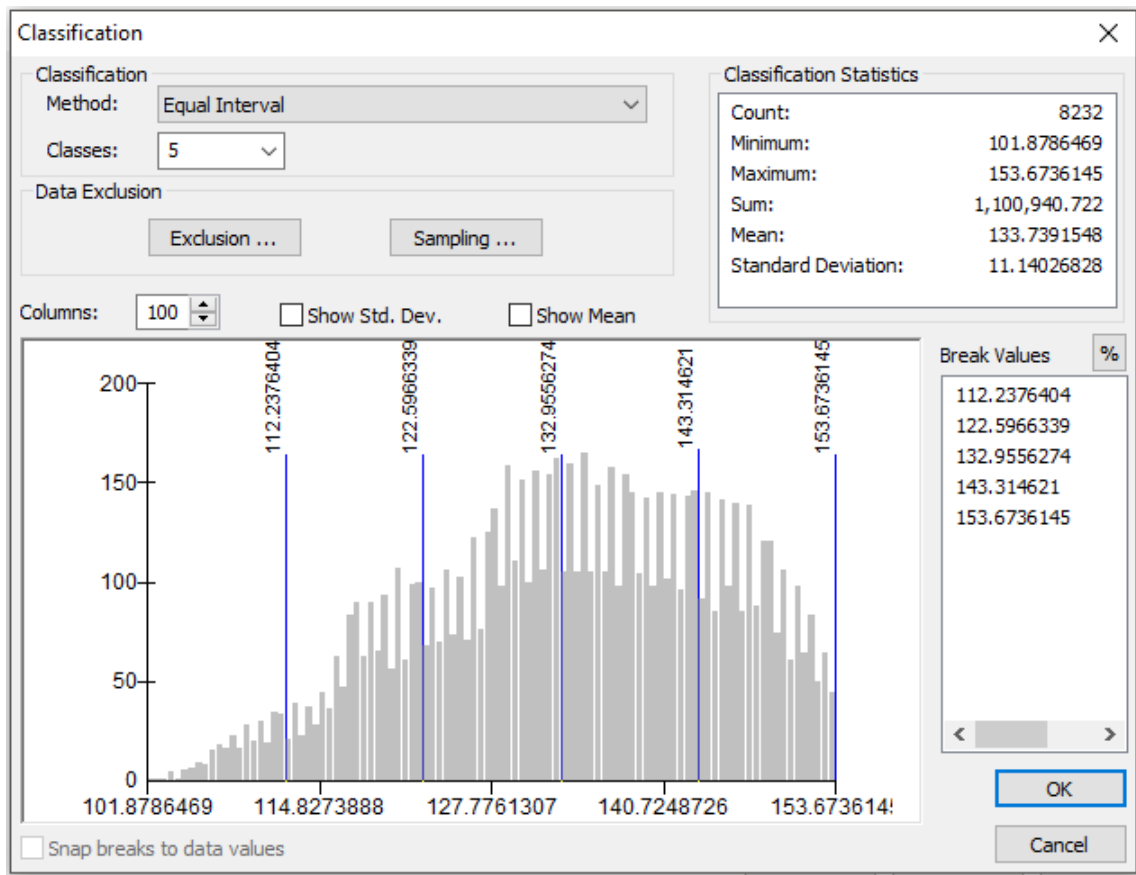 Classification
Classification
Method: Equal Interval
Classes: 5
Data Exclusion
Exclusion ...
Sampling ...
Classification Statistics
Count: 8232
Minimum: 101.8786469
Maximum: 153.6736145
Sum: 1,100,940.722
Mean: 133.7391548
Standard Deviation: 11.14026828
Columns: 100
Show Std. Dev.
Show Mean
Break Values
%
112.2376404
122.5966339
132.9556274
143.314621
153.6736145
112.2376404
122.5966339
132.9556274
143.314621
153.6736145
200
150
100
50
0
101.8786469
114.8273888
127.7761307
140.7248726
153.6736145
OK
Snap breaks to data values
Cancel